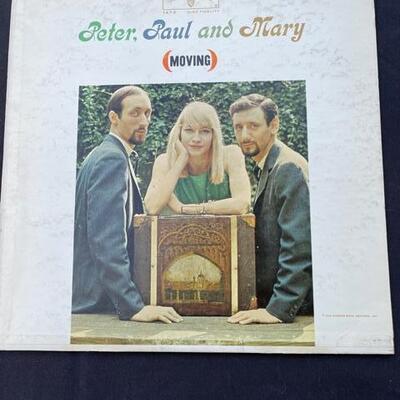 Peter, Paul and Mary
(MOVING)